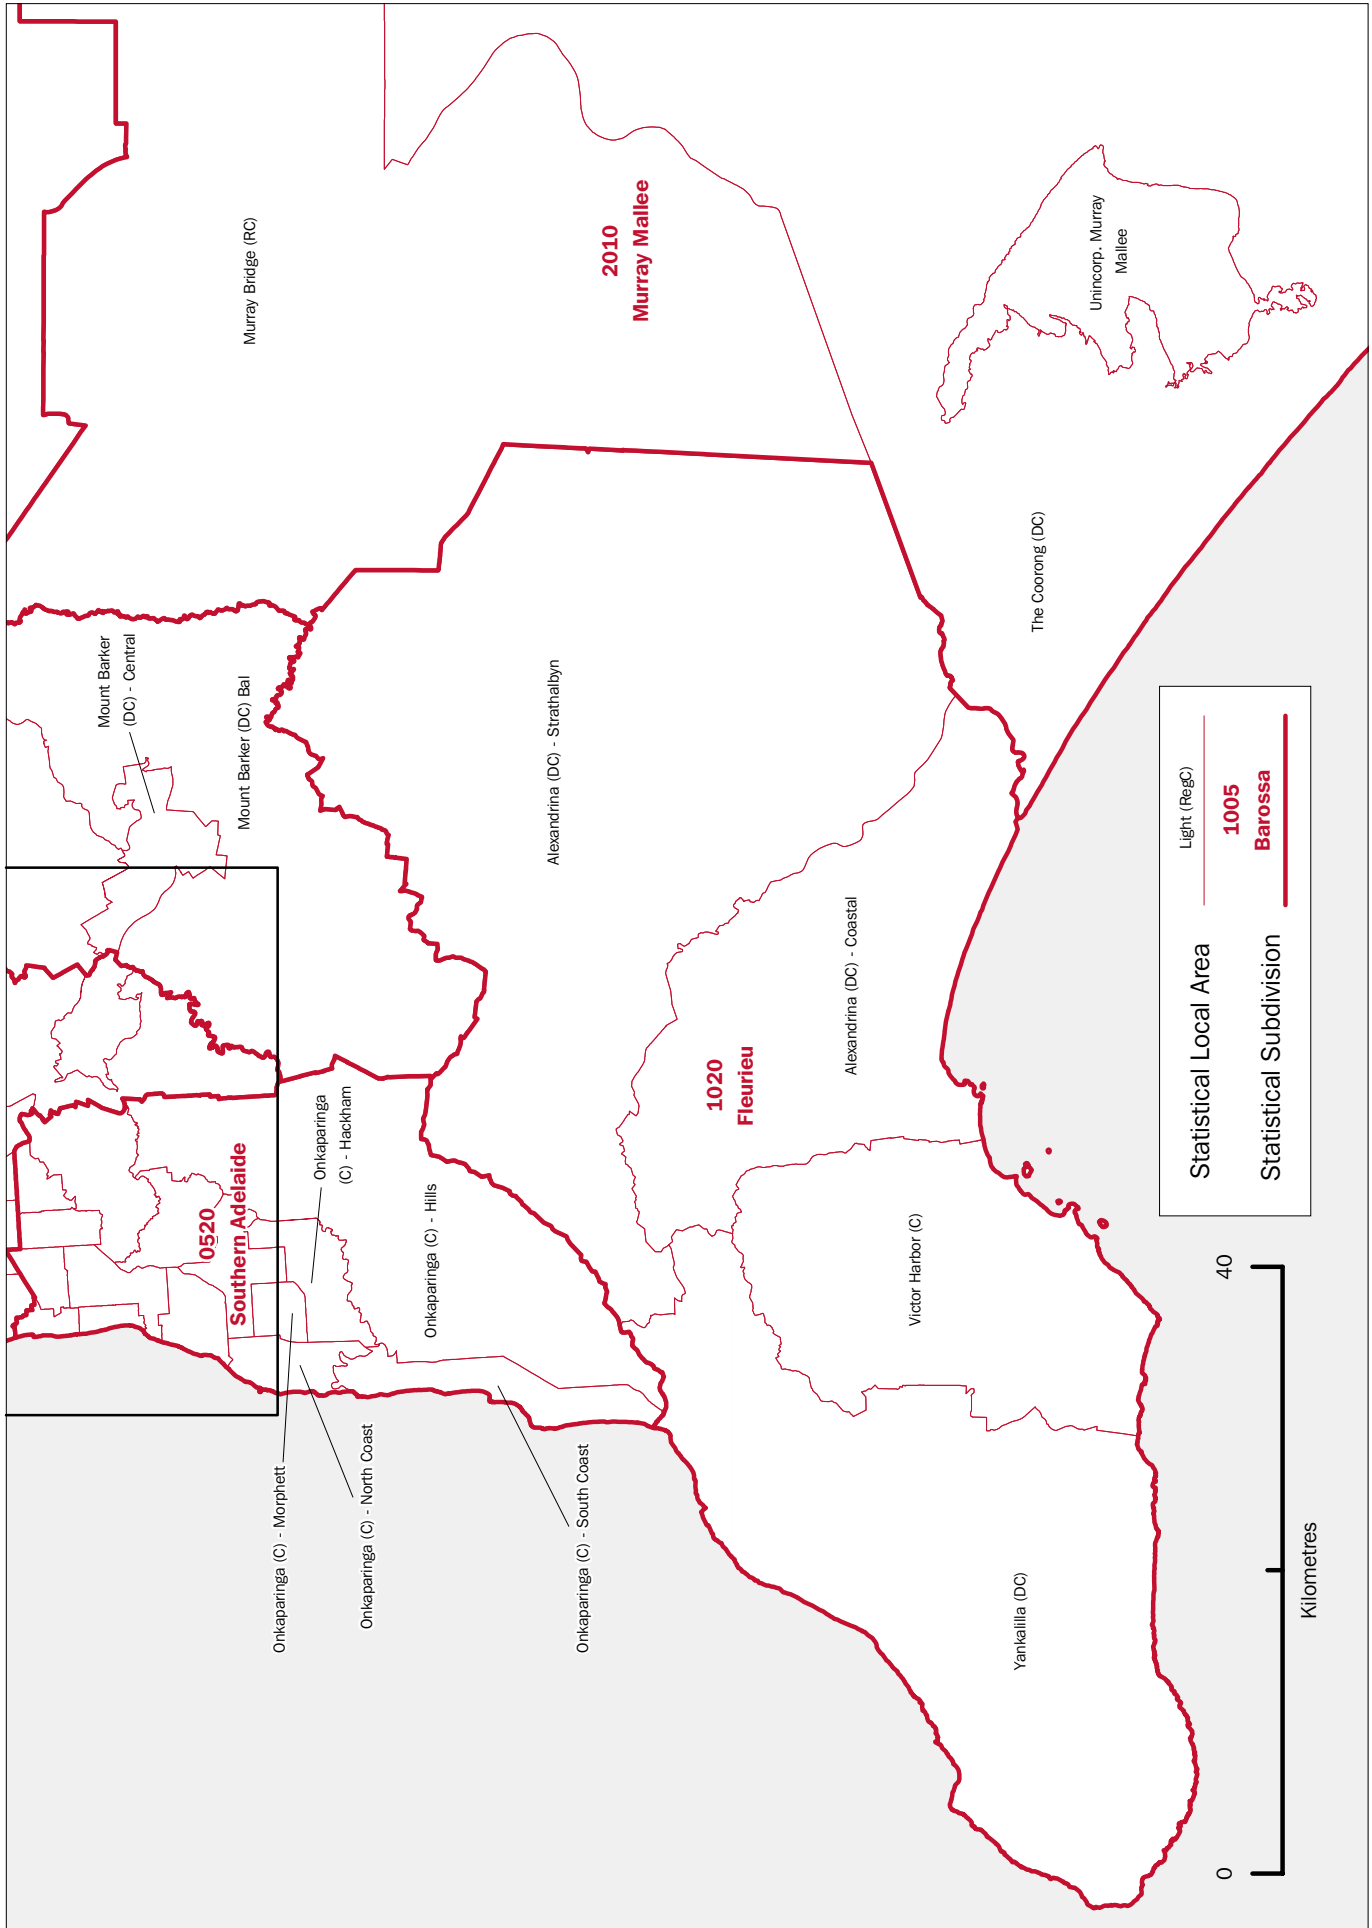 Mount Barker
(DC) - Central
Mount Barker (DC) Bal
Murray Bridge (RC)
0520
Southern Adelaide
Onkaparinga
(C) - Hackham
Onkaparinga (C) - Morphett
Onkaparinga (C) - North Coast
Onkaparinga (C) - Hills
Onkaparinga (C) - South Coast
Alexandrina (DC) - Strathalbyn
2010
Murray Mallee
1020
Fleurieu
Alexandrina (DC) - Coastal
Victor Harbor (C)
Yankalilla (DC)
The Coorong (DC)
Unincorp. Murray
Mallee
Statistical Local Area
Light (RegC)
Statistical Subdivision
1005
Barossa
0
40
Kilometres